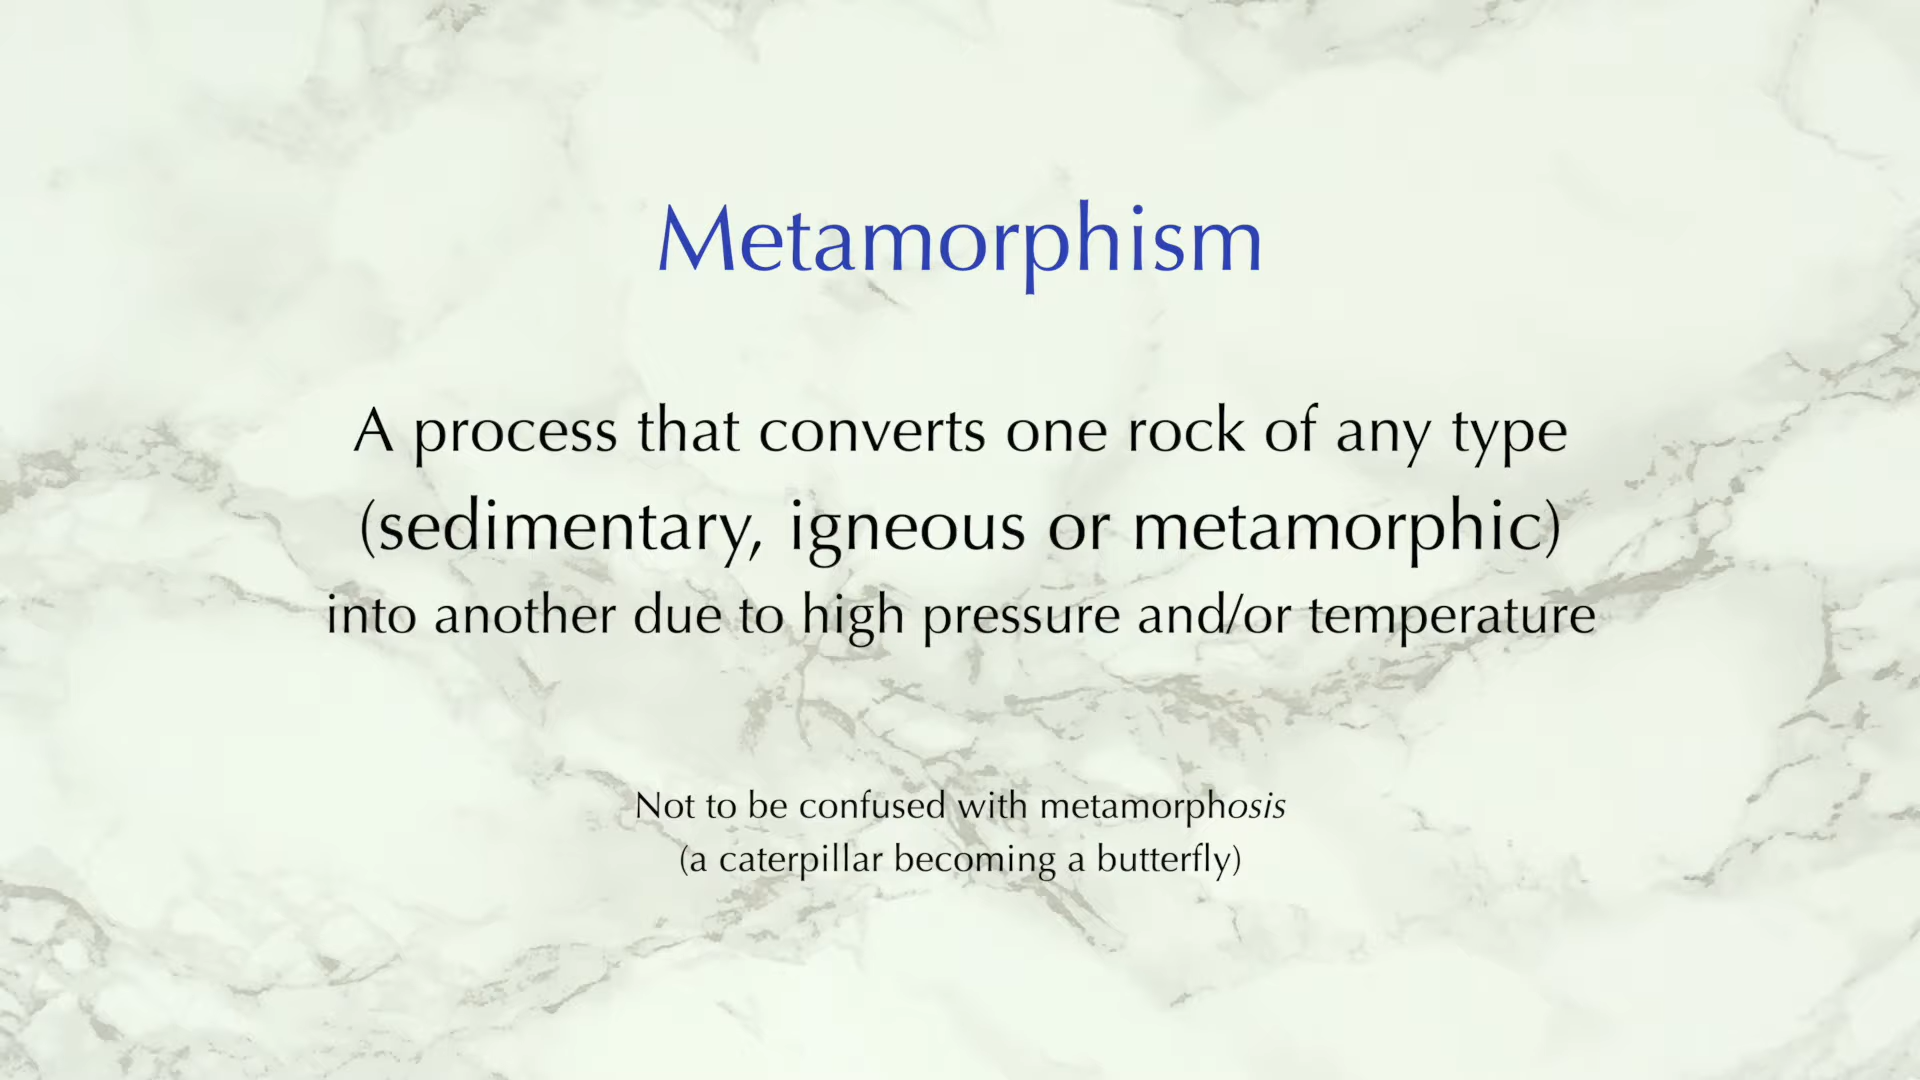 Metamorphism
A process that converts one rock of any type
(sedimentary, igneous or metamorphic)
into another due to high pressure and/or temperature
Not to be confused with metamorphosis
(a caterpillar becoming a butterfly)